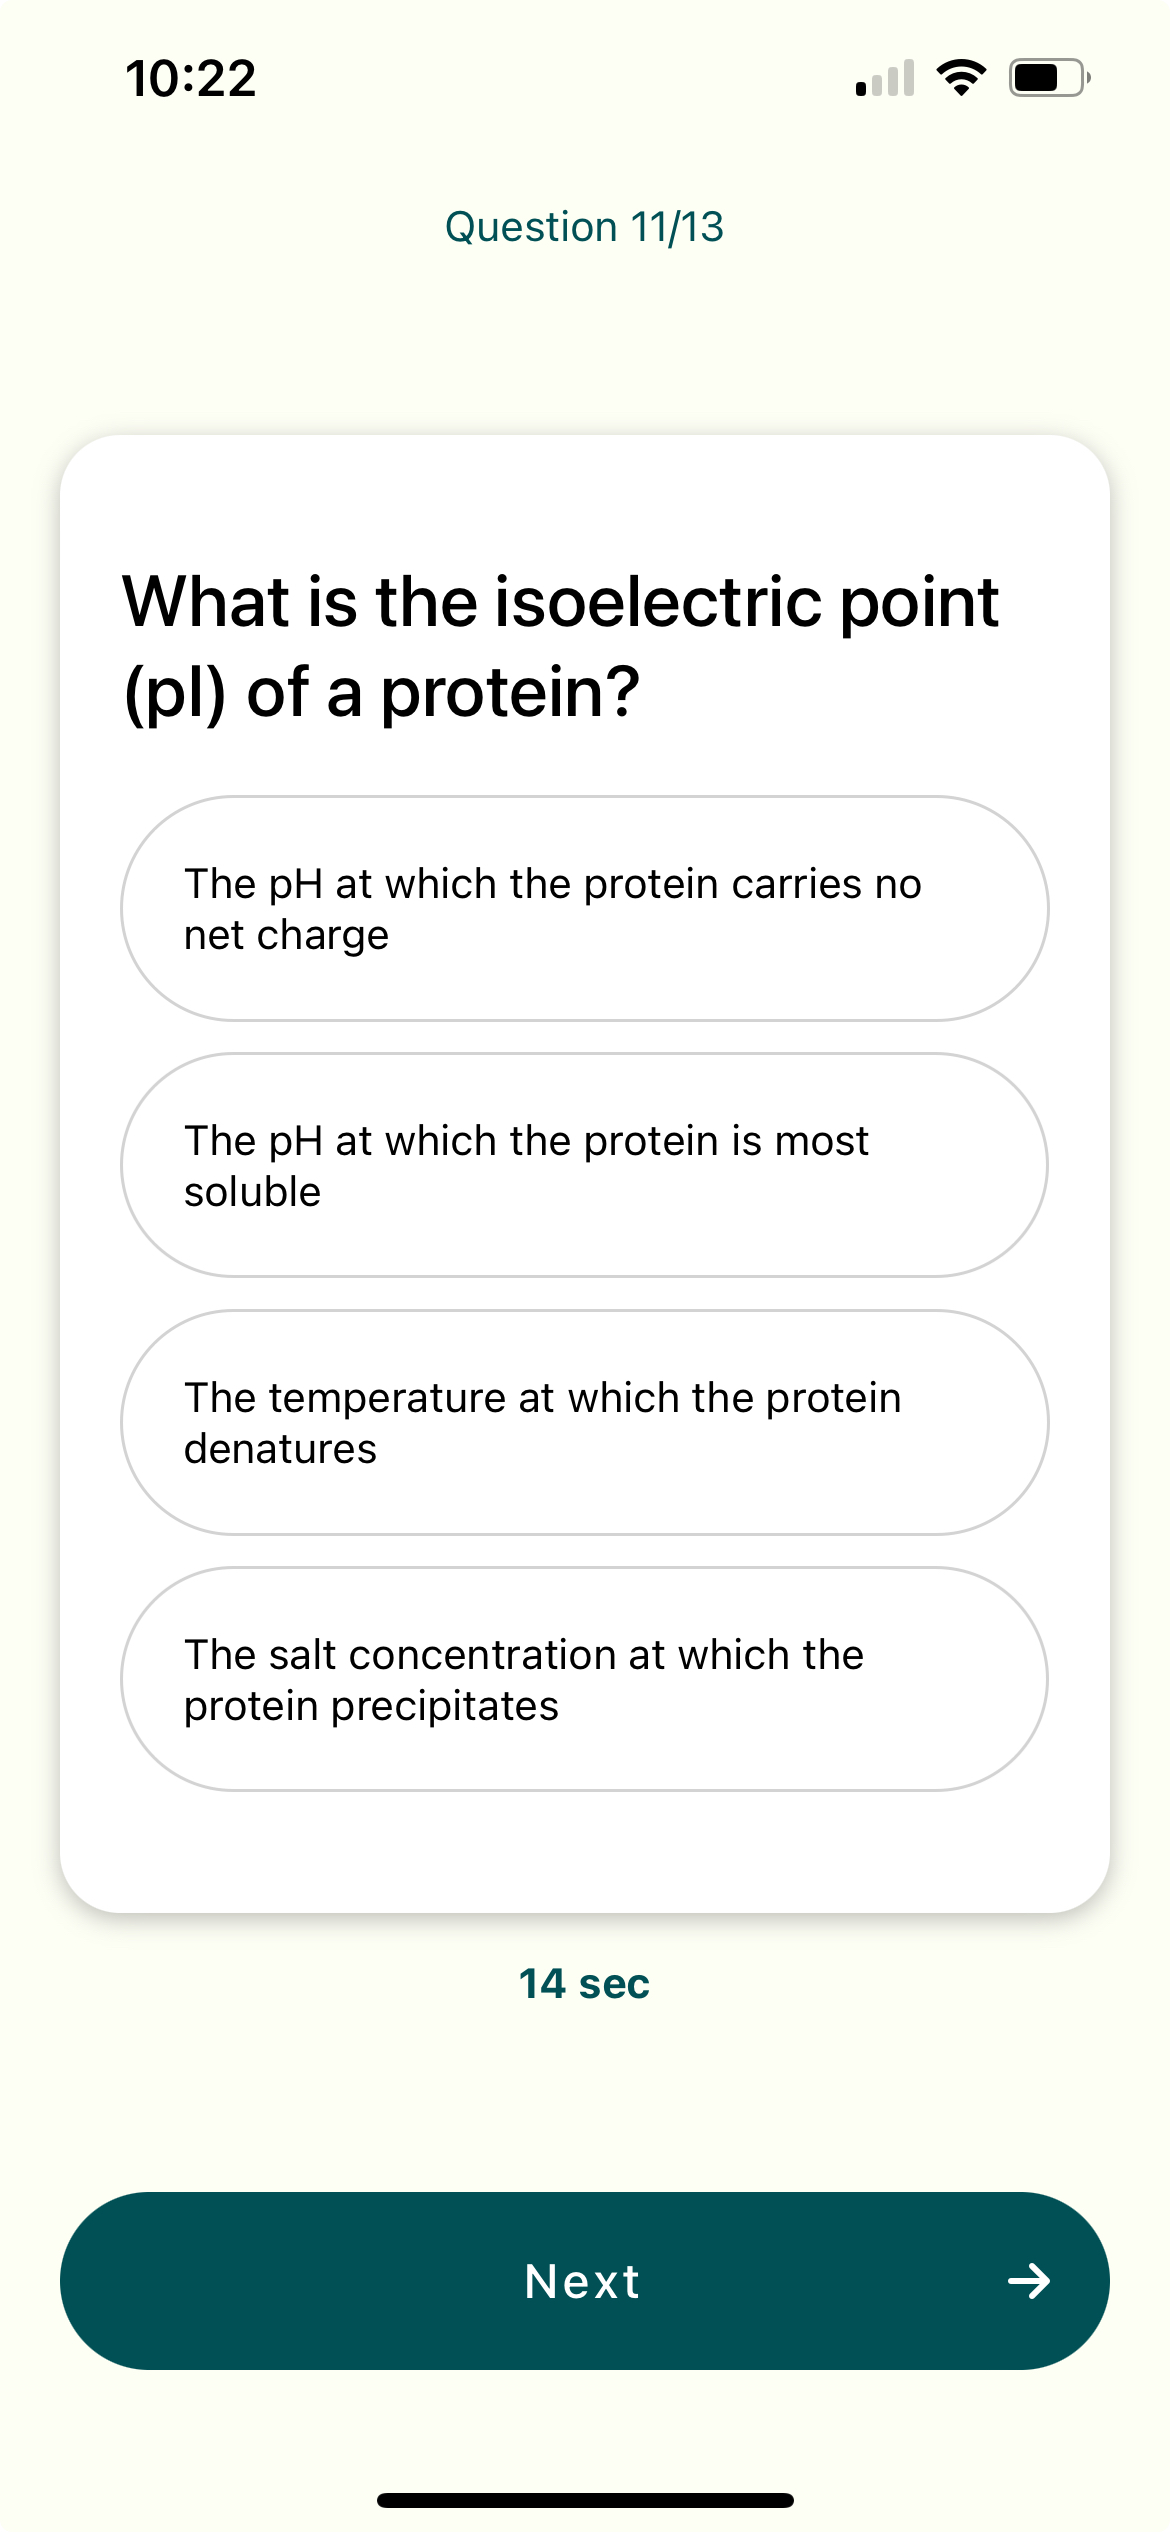 10:22
Question 11/13
What is the isoelectric point
(pI) of a protein?
The pH at which the protein carries no
net charge
The pH at which the protein is most
soluble
The temperature at which the protein
denatures
The salt concentration at which the
protein precipitates
14 sec
Next